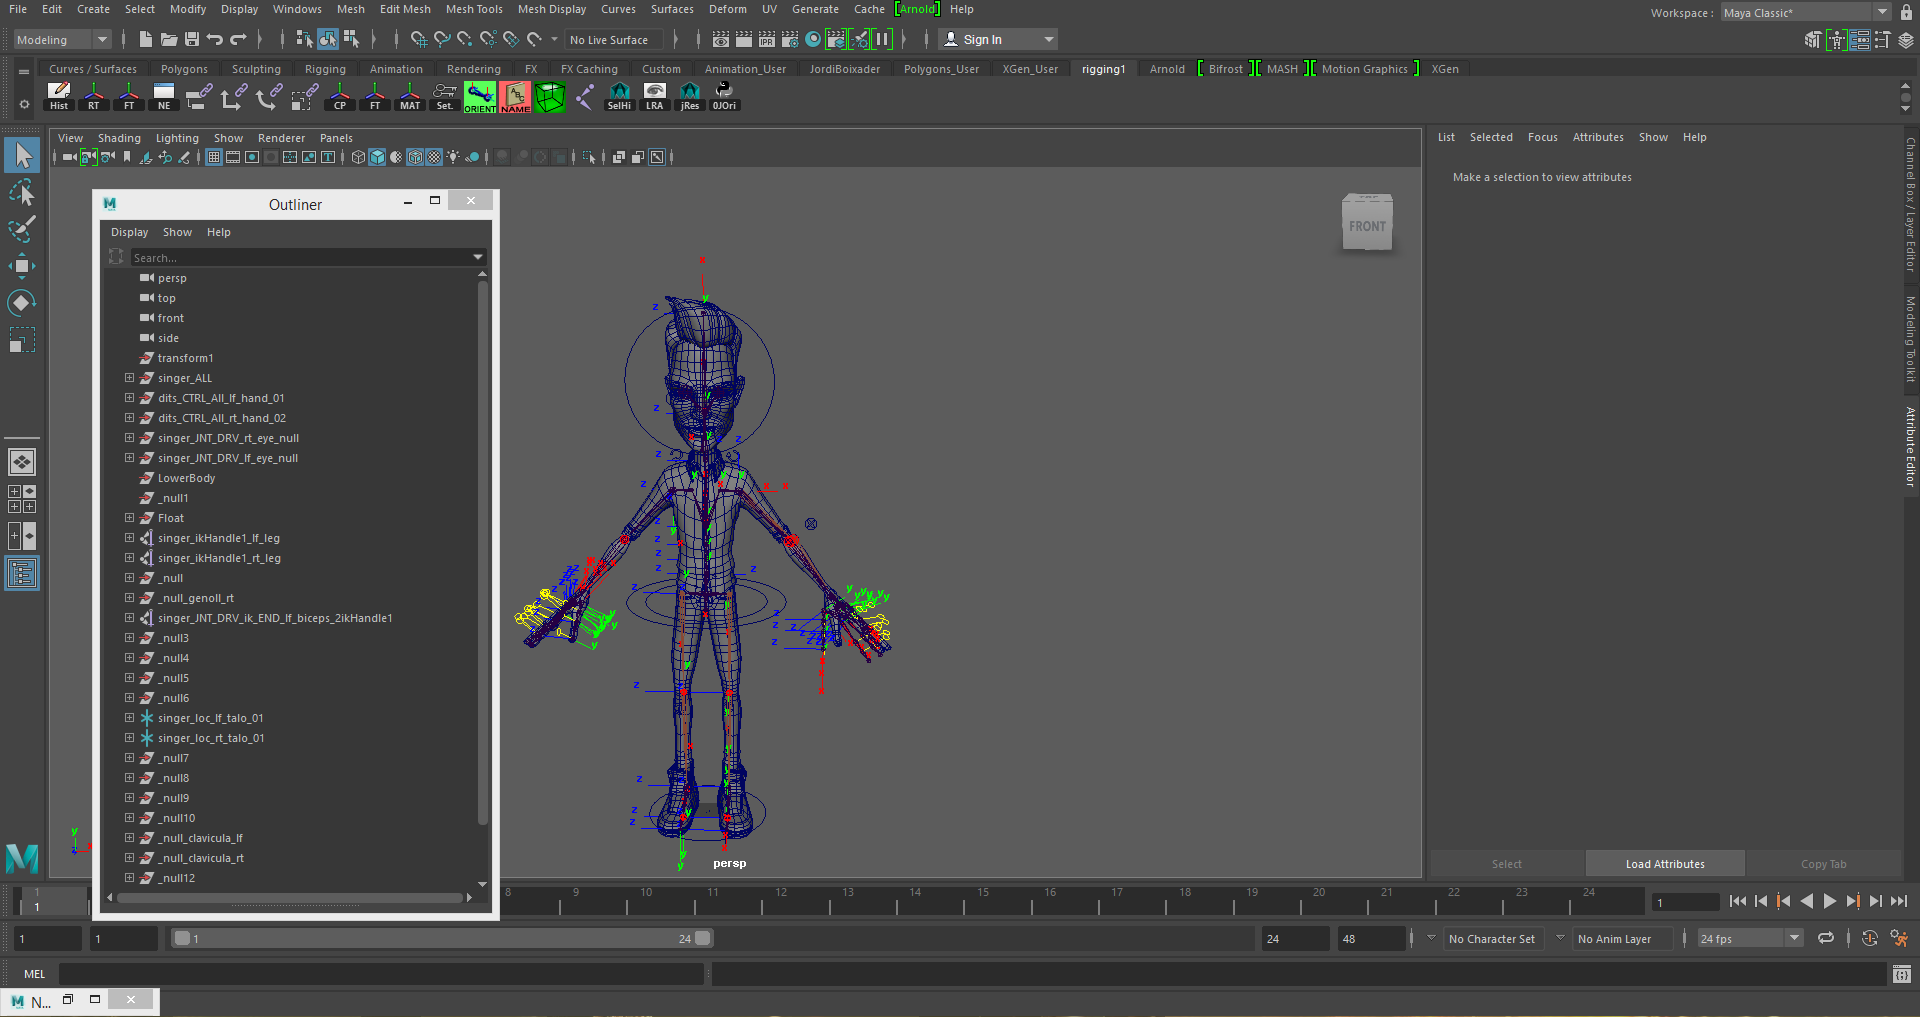 File Edit Create Select Modify Display Windows Mesh Edit Mesh Mesh Tools Mesh Display Curves Surfaces Deform UV Generate Cache [Arnold] Help
Workspace : Maya Classic*
Modeling
No Live Surface
Sign In
Curves / Surfaces Polygons Sculpting Rigging Animation Rendering FX FX Caching Custom Animation_User JordiBoixader Polygons_User XGen_User rigging1 Arnold [ Bifrost ] [ MASH ] [ Motion Graphics ] XGen
Hist RT FT NE CP FT MAT Set. ORIENT NAME SelHi LRA jRes 0JOri
View Shading Lighting Show Renderer Panels
List Selected Focus Attributes Show Help
Make a selection to view attributes
Channel Box / Layer Editor
Modeling Toolkit
Attribute Editor
FRONT
Outliner
Display Show Help
Search...
persp
top
front
side
transform1
singer_ALL
dits_CTRL_All_lf_hand_01
dits_CTRL_All_rt_hand_02
singer_JNT_DRV_rt_eye_null
singer_JNT_DRV_lf_eye_null
LowerBody
_null1
Float
singer_ikHandle1_lf_leg
singer_ikHandle1_rt_leg
_null
_null_genoll_rt
singer_JNT_DRV_ik_END_lf_biceps_2ikHandle1
_null3
_null4
_null5
_null6
singer_loc_lf_talo_01
singer_loc_rt_talo_01
_null7
_null8
_null9
_null10
_null_clavicula_lf
_null_clavicula_rt
_null12
persp
Select Load Attributes Copy Tab
1 8 9 10 11 12 13 14 15 16 17 18 19 20 21 22 23 24
1
1
1 1 1 24 24 48 No Character Set No Anim Layer 24 fps
MEL
N...